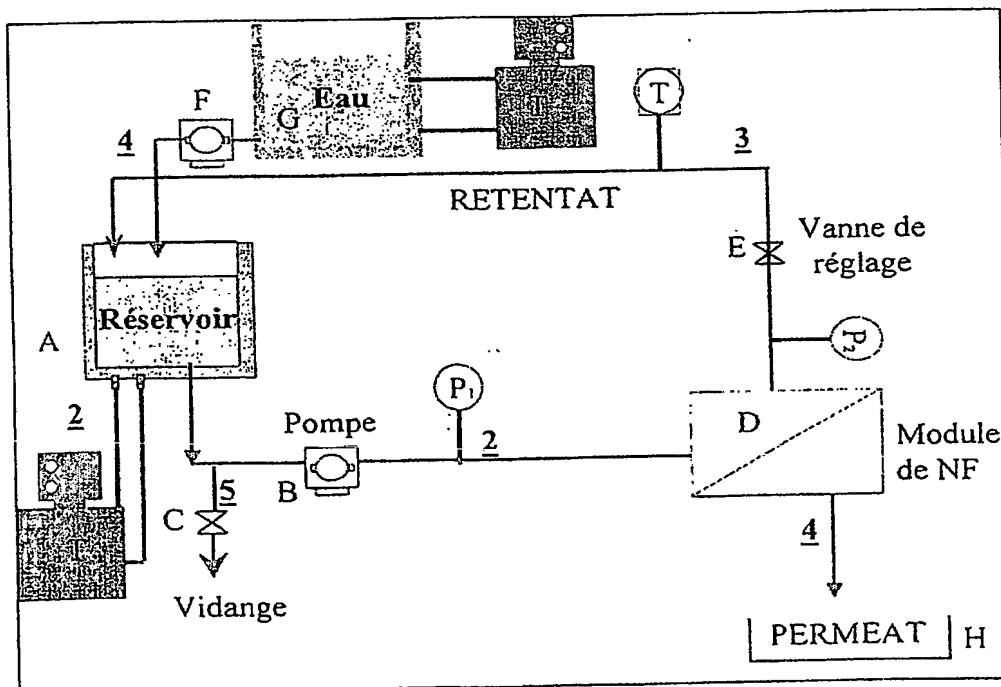 Eau
T
F
G
4
3
RETENTAT
E
Vanne de
réglage
Réservoir
A
P₂
P₁
2
Pompe
2
D
Module
de NF
B
5
C
4
Vidange
PERMEAT H